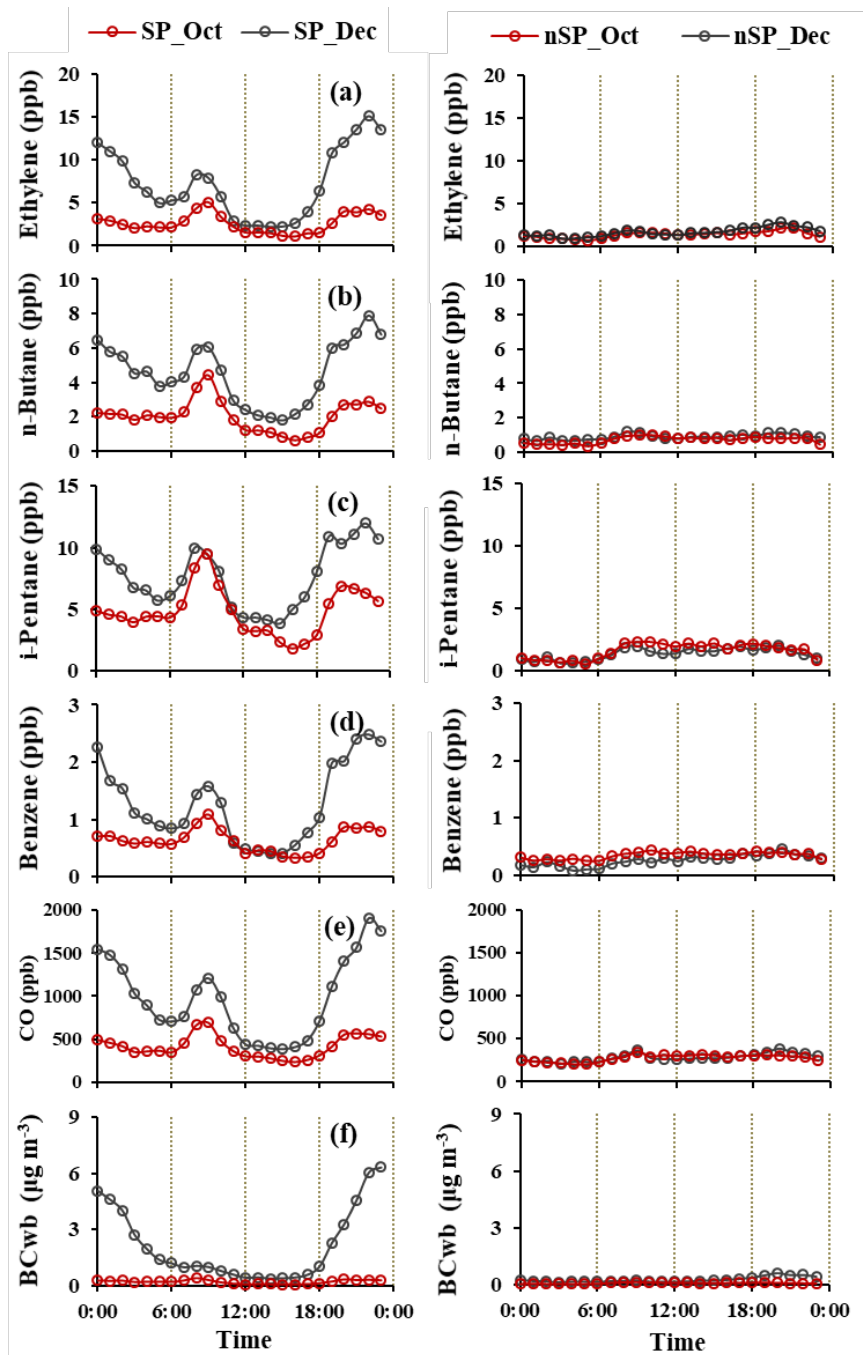 SP_Oct SP_Dec
nSP_Oct nSP_Dec
(a)
Ethylene (ppb)
20
15
10
5
0
Ethylene (ppb)
20
15
10
5
0
(b)
n-Butane (ppb)
10
8
6
4
2
0
n-Butane (ppb)
10
8
6
4
2
0
(c)
i-Pentane (ppb)
15
10
5
0
i-Pentane (ppb)
15
10
5
0
(d)
Benzene (ppb)
3
2
1
0
Benzene (ppb)
3
2
1
0
(e)
CO (ppb)
2000
1500
1000
500
0
CO (ppb)
2000
1500
1000
500
0
(f)
BCwb (µg m-3)
9
6
3
0
BCwb (µg m-3)
9
6
3
0
0:00 6:00 12:00 18:00 0:00
Time
0:00 6:00 12:00 18:00 0:00
Time